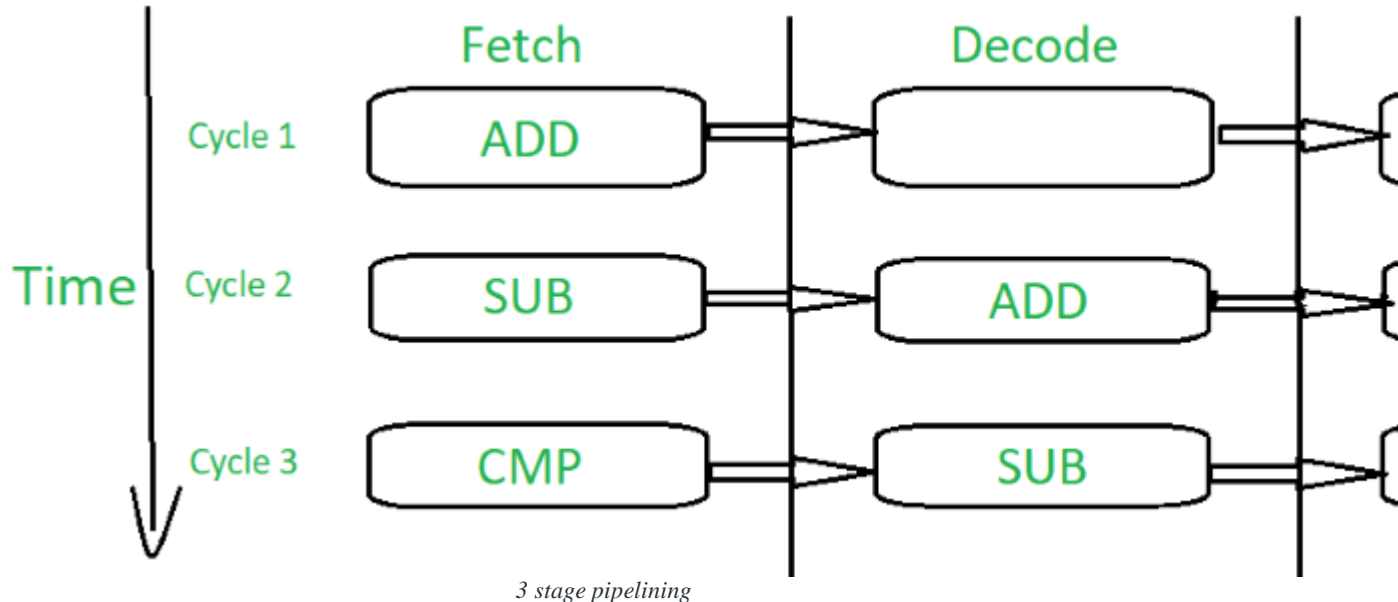 Fetch Decode
Cycle 1 ADD
Time Cycle 2 SUB ADD
Cycle 3 CMP SUB
3 stage pipelining